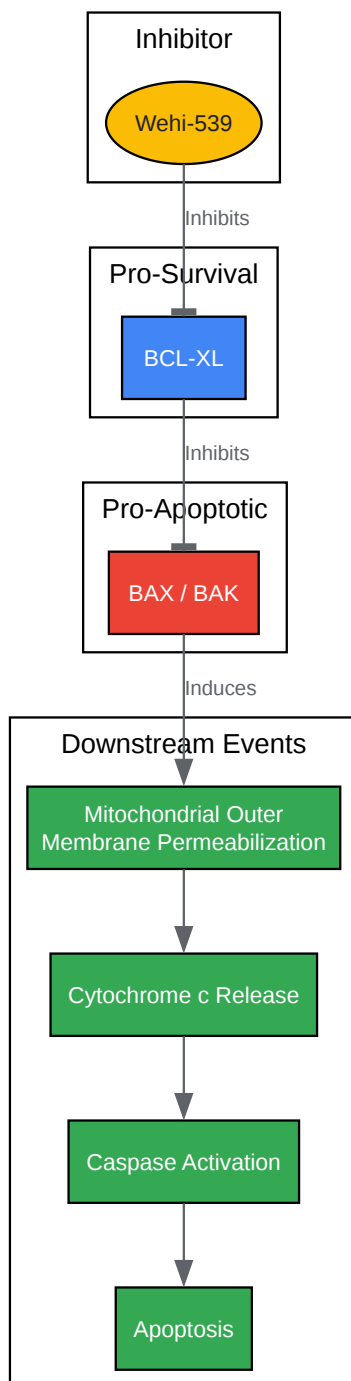 Inhibitor
Wehi-539
Inhibits
Pro-Survival
BCL-XL
Inhibits
Pro-Apoptotic
BAX / BAK
Induces
Downstream Events
Mitochondrial Outer
Membrane Permeabilization
Cytochrome c Release
Caspase Activation
Apoptosis